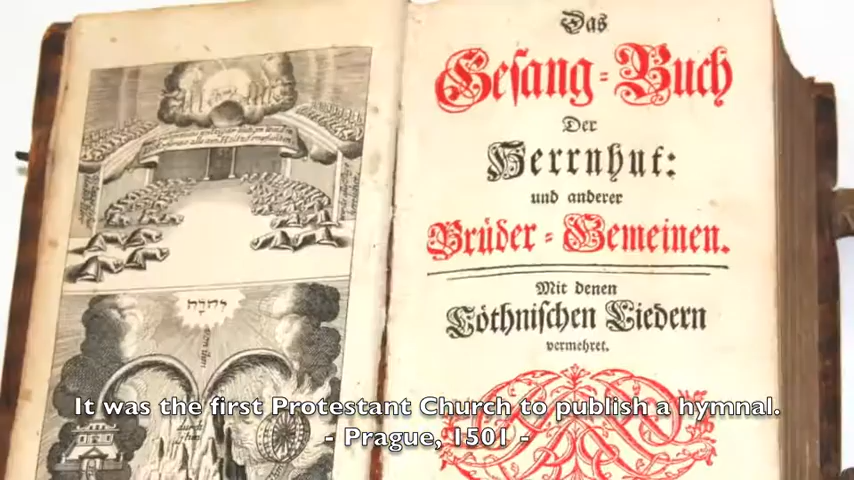 Das
Gesang-Buch
Der
Herrnhut:
und anderer
Brüder-Gemeinen.
Mit denen
Cöthnischen Liedern
vermehret.
יהוה
It was the first Protestant Church to publish a hymnal.
- Prague, 1501 -